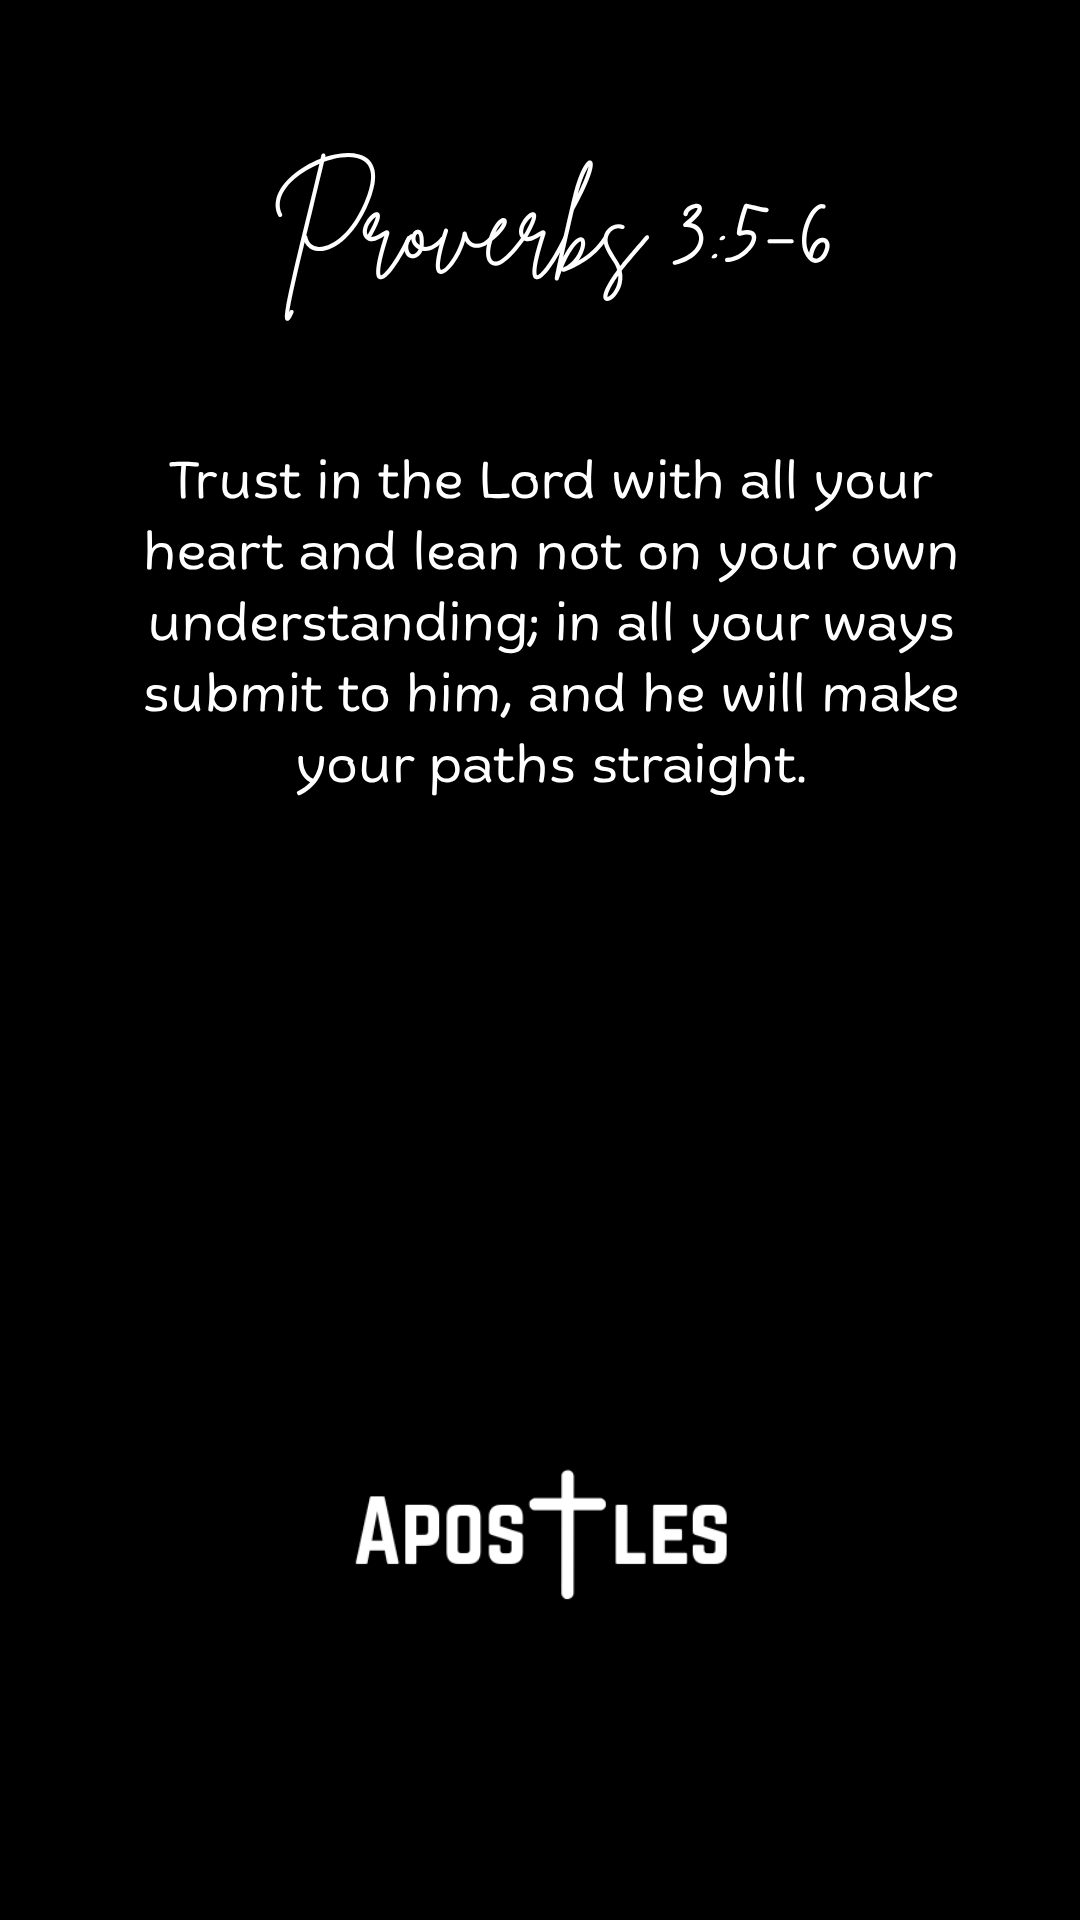 Proverbs 3:5-6
Trust in the Lord with all your
heart and lean not on your own
understanding; in all your ways
submit to him, and he will make
your paths straight.
Apostles